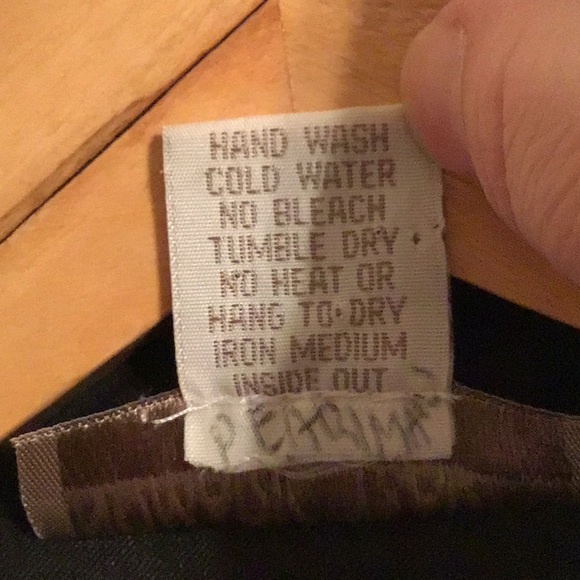 HAND WASH
COLD WATER
NO BLEACH
TUMBLE DRY
NO HEAT OR
HANG TO DRY
IRON MEDIUM
INSIDE OUT